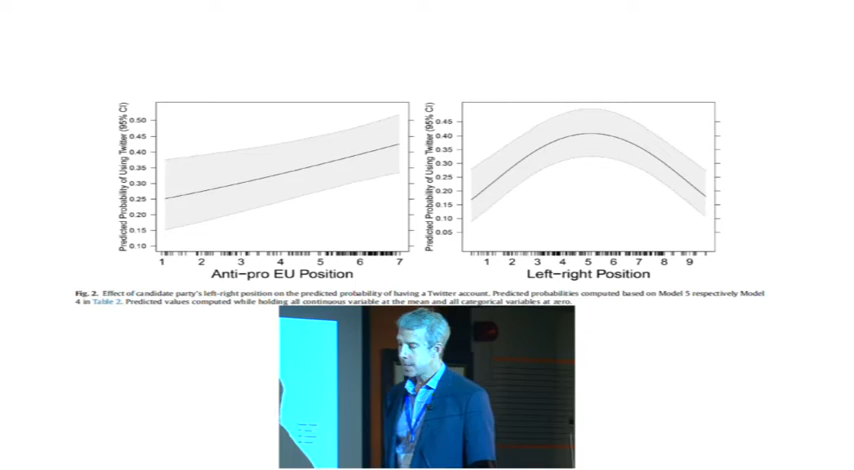 Predicted Probability of Using Twitter (95% CI)
0.50
0.45
0.40
0.35
0.30
0.25
0.20
0.15
0.10
1 2 3 4 5 6 7
Anti−pro EU Position
Predicted Probability of Using Twitter (95% CI)
0.45
0.40
0.35
0.30
0.25
0.20
0.15
0.10
0.05
1 2 3 4 5 6 7 8 9
Left−right Position
Fig. 2. Effect of candidate party's left-right position on the predicted probability of having a Twitter account. Predicted probabilities computed based on Model 5 respectively Model
4 in Table 2. Predicted values computed while holding all continuous variable at the mean and all categorical variables at zero.